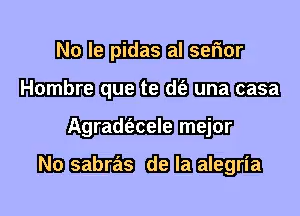 No le pidas al señor
Hombre que te dé una casa
Agradécele mejor
No sabrás de la alegria